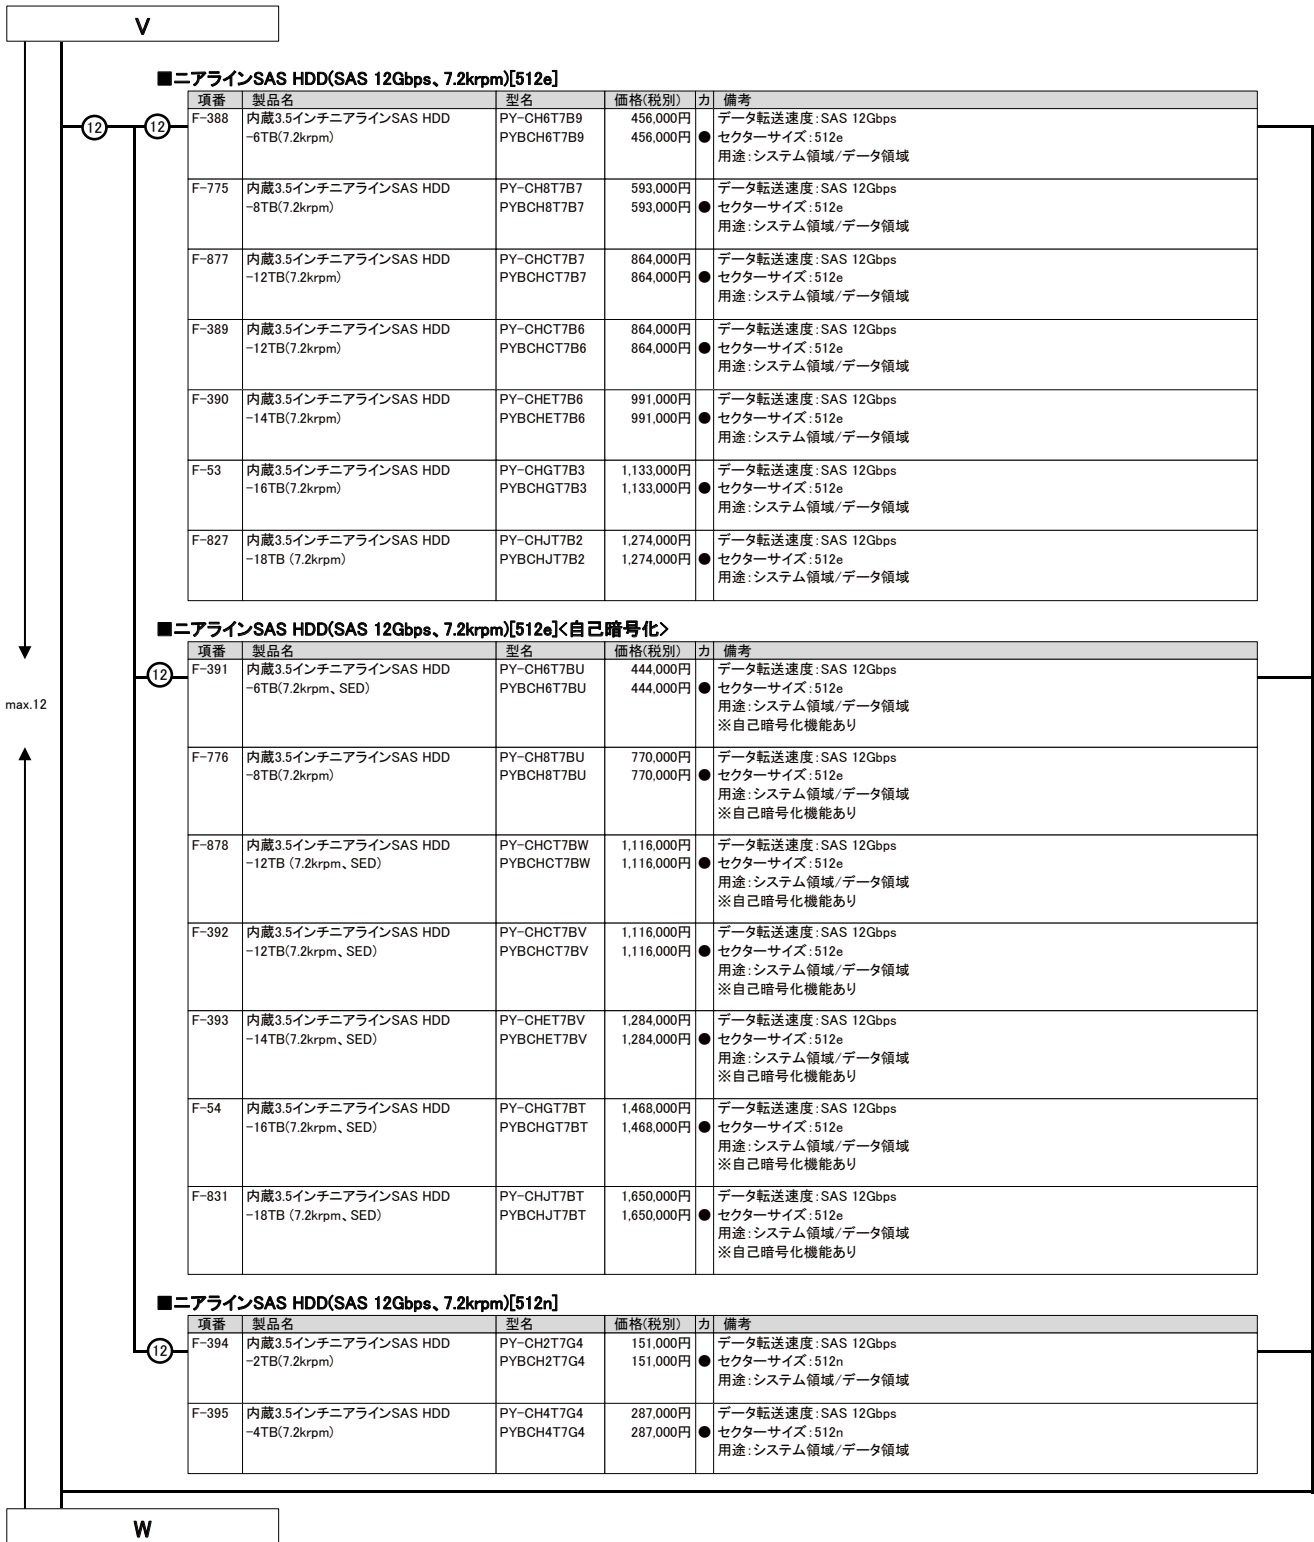 V
■ニアラインSAS HDD(SAS 12Gbps、7.2krpm)[512e]
項番 製品名 型名 価格(税別) カ 備考
⑫ ⑫ F-388 内蔵3.5インチニアラインSAS HDD PY-CH6T7B9 456,000円 データ転送速度:SAS 12Gbps
-6TB(7.2krpm) PYBCH6T7B9 456,000円 ● セクターサイズ:512e
用途:システム領域/データ領域
F-775 内蔵3.5インチニアラインSAS HDD PY-CH8T7B7 593,000円 データ転送速度:SAS 12Gbps
-8TB(7.2krpm) PYBCH8T7B7 593,000円 ● セクターサイズ:512e
用途:システム領域/データ領域
F-877 内蔵3.5インチニアラインSAS HDD PY-CHCT7B7 864,000円 データ転送速度:SAS 12Gbps
-12TB(7.2krpm) PYBCHCT7B7 864,000円 ● セクターサイズ:512e
用途:システム領域/データ領域
F-389 内蔵3.5インチニアラインSAS HDD PY-CHCT7B6 864,000円 データ転送速度:SAS 12Gbps
-12TB(7.2krpm) PYBCHCT7B6 864,000円 ● セクターサイズ:512e
用途:システム領域/データ領域
F-390 内蔵3.5インチニアラインSAS HDD PY-CHET7B6 991,000円 データ転送速度:SAS 12Gbps
-14TB(7.2krpm) PYBCHET7B6 991,000円 ● セクターサイズ:512e
用途:システム領域/データ領域
F-53 内蔵3.5インチニアラインSAS HDD PY-CHGT7B3 1,133,000円 データ転送速度:SAS 12Gbps
-16TB(7.2krpm) PYBCHGT7B3 1,133,000円 ● セクターサイズ:512e
用途:システム領域/データ領域
F-827 内蔵3.5インチニアラインSAS HDD PY-CHJT7B2 1,274,000円 データ転送速度:SAS 12Gbps
-18TB (7.2krpm) PYBCHJT7B2 1,274,000円 ● セクターサイズ:512e
用途:システム領域/データ領域
■ニアラインSAS HDD(SAS 12Gbps、7.2krpm)[512e]<自己暗号化>
項番 製品名 型名 価格(税別) カ 備考
⑫ F-391 内蔵3.5インチニアラインSAS HDD PY-CH6T7BU 444,000円 データ転送速度:SAS 12Gbps
-6TB(7.2krpm、SED) PYBCH6T7BU 444,000円 ● セクターサイズ:512e
max.12 用途:システム領域/データ領域
※自己暗号化機能あり
F-776 内蔵3.5インチニアラインSAS HDD PY-CH8T7BU 770,000円 データ転送速度:SAS 12Gbps
-8TB(7.2krpm) PYBCH8T7BU 770,000円 ● セクターサイズ:512e
用途:システム領域/データ領域
※自己暗号化機能あり
F-878 内蔵3.5インチニアラインSAS HDD PY-CHCT7BW 1,116,000円 データ転送速度:SAS 12Gbps
-12TB (7.2krpm、SED) PYBCHCT7BW 1,116,000円 ● セクターサイズ:512e
用途:システム領域/データ領域
※自己暗号化機能あり
F-392 内蔵3.5インチニアラインSAS HDD PY-CHCT7BV 1,116,000円 データ転送速度:SAS 12Gbps
-12TB(7.2krpm、SED) PYBCHCT7BV 1,116,000円 ● セクターサイズ:512e
用途:システム領域/データ領域
※自己暗号化機能あり
F-393 内蔵3.5インチニアラインSAS HDD PY-CHET7BV 1,284,000円 データ転送速度:SAS 12Gbps
-14TB(7.2krpm、SED) PYBCHET7BV 1,284,000円 ● セクターサイズ:512e
用途:システム領域/データ領域
※自己暗号化機能あり
F-54 内蔵3.5インチニアラインSAS HDD PY-CHGT7BT 1,468,000円 データ転送速度:SAS 12Gbps
-16TB(7.2krpm、SED) PYBCHGT7BT 1,468,000円 ● セクターサイズ:512e
用途:システム領域/データ領域
※自己暗号化機能あり
F-831 内蔵3.5インチニアラインSAS HDD PY-CHJT7BT 1,650,000円 データ転送速度:SAS 12Gbps
-18TB (7.2krpm、SED) PYBCHJT7BT 1,650,000円 ● セクターサイズ:512e
用途:システム領域/データ領域
※自己暗号化機能あり
■ニアラインSAS HDD(SAS 12Gbps、7.2krpm)[512n]
項番 製品名 型名 価格(税別) カ 備考
⑫ F-394 内蔵3.5インチニアラインSAS HDD PY-CH2T7G4 151,000円 データ転送速度:SAS 12Gbps
-2TB(7.2krpm) PYBCH2T7G4 151,000円 ● セクターサイズ:512n
用途:システム領域/データ領域
F-395 内蔵3.5インチニアラインSAS HDD PY-CH4T7G4 287,000円 データ転送速度:SAS 12Gbps
-4TB(7.2krpm) PYBCH4T7G4 287,000円 ● セクターサイズ:512n
用途:システム領域/データ領域
W